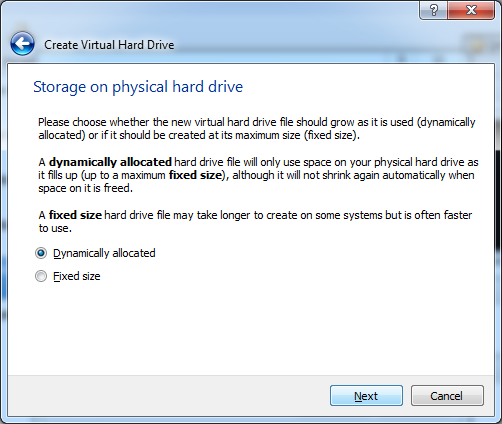 ?
Create Virtual Hard Drive
Storage on physical hard drive
Please choose whether the new virtual hard drive file should grow as it is used (dynamically
allocated) or if it should be created at its maximum size (fixed size).
A dynamically allocated hard drive file will only use space on your physical hard drive as
it fills up (up to a maximum fixed size), although it will not shrink again automatically when
space on it is freed.
A fixed size hard drive file may take longer to create on some systems but is often faster
to use.
Dynamically allocated
Fixed size
Next
Cancel